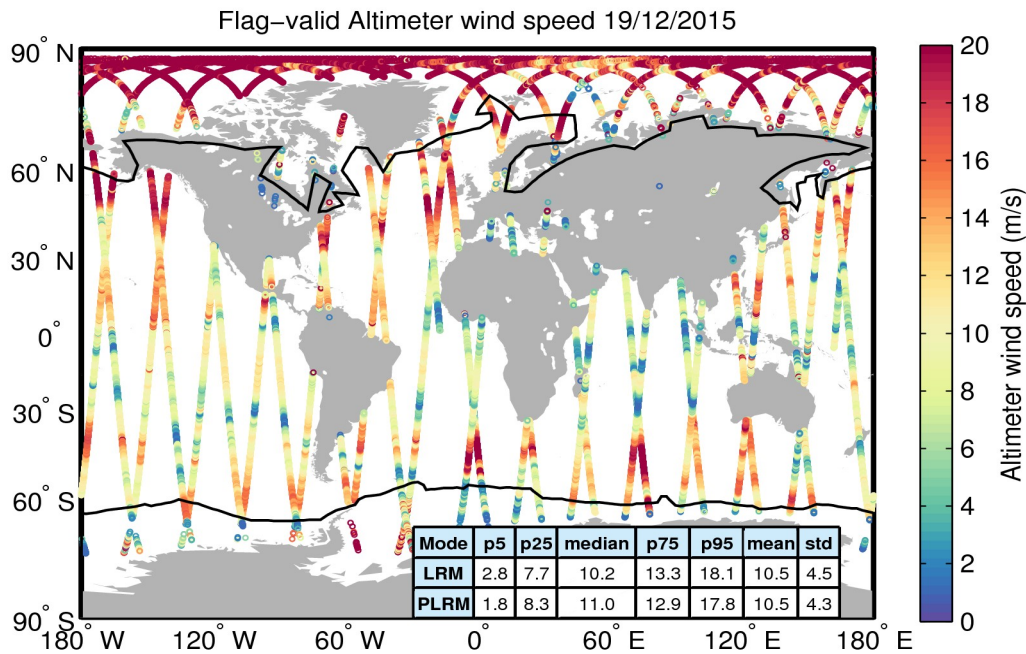 Flag−valid Altimeter wind speed 19/12/2015
90° N
60° N
30° N
0°
30° S
60° S
90° S
180° W
120° W
60° W
0°
60° E
120° E
180° E
Mode p5 p25 median p75 p95 mean std
LRM 2.8 7.7 10.2 13.3 18.1 10.5 4.5
PLRM 1.8 8.3 11.0 12.9 17.8 10.5 4.3
20
18
16
14
12
10
8
6
4
2
0
Altimeter wind speed (m/s)